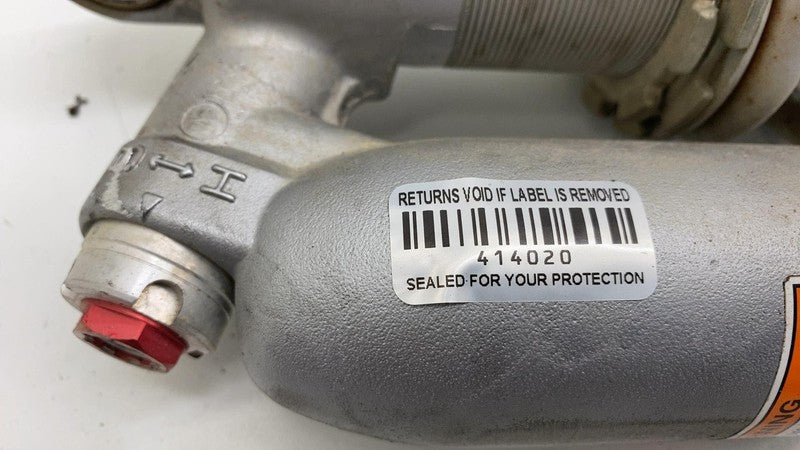 RETURNS VOID IF LABEL IS REMOVED
414020
SEALED FOR YOUR PROTECTION
H